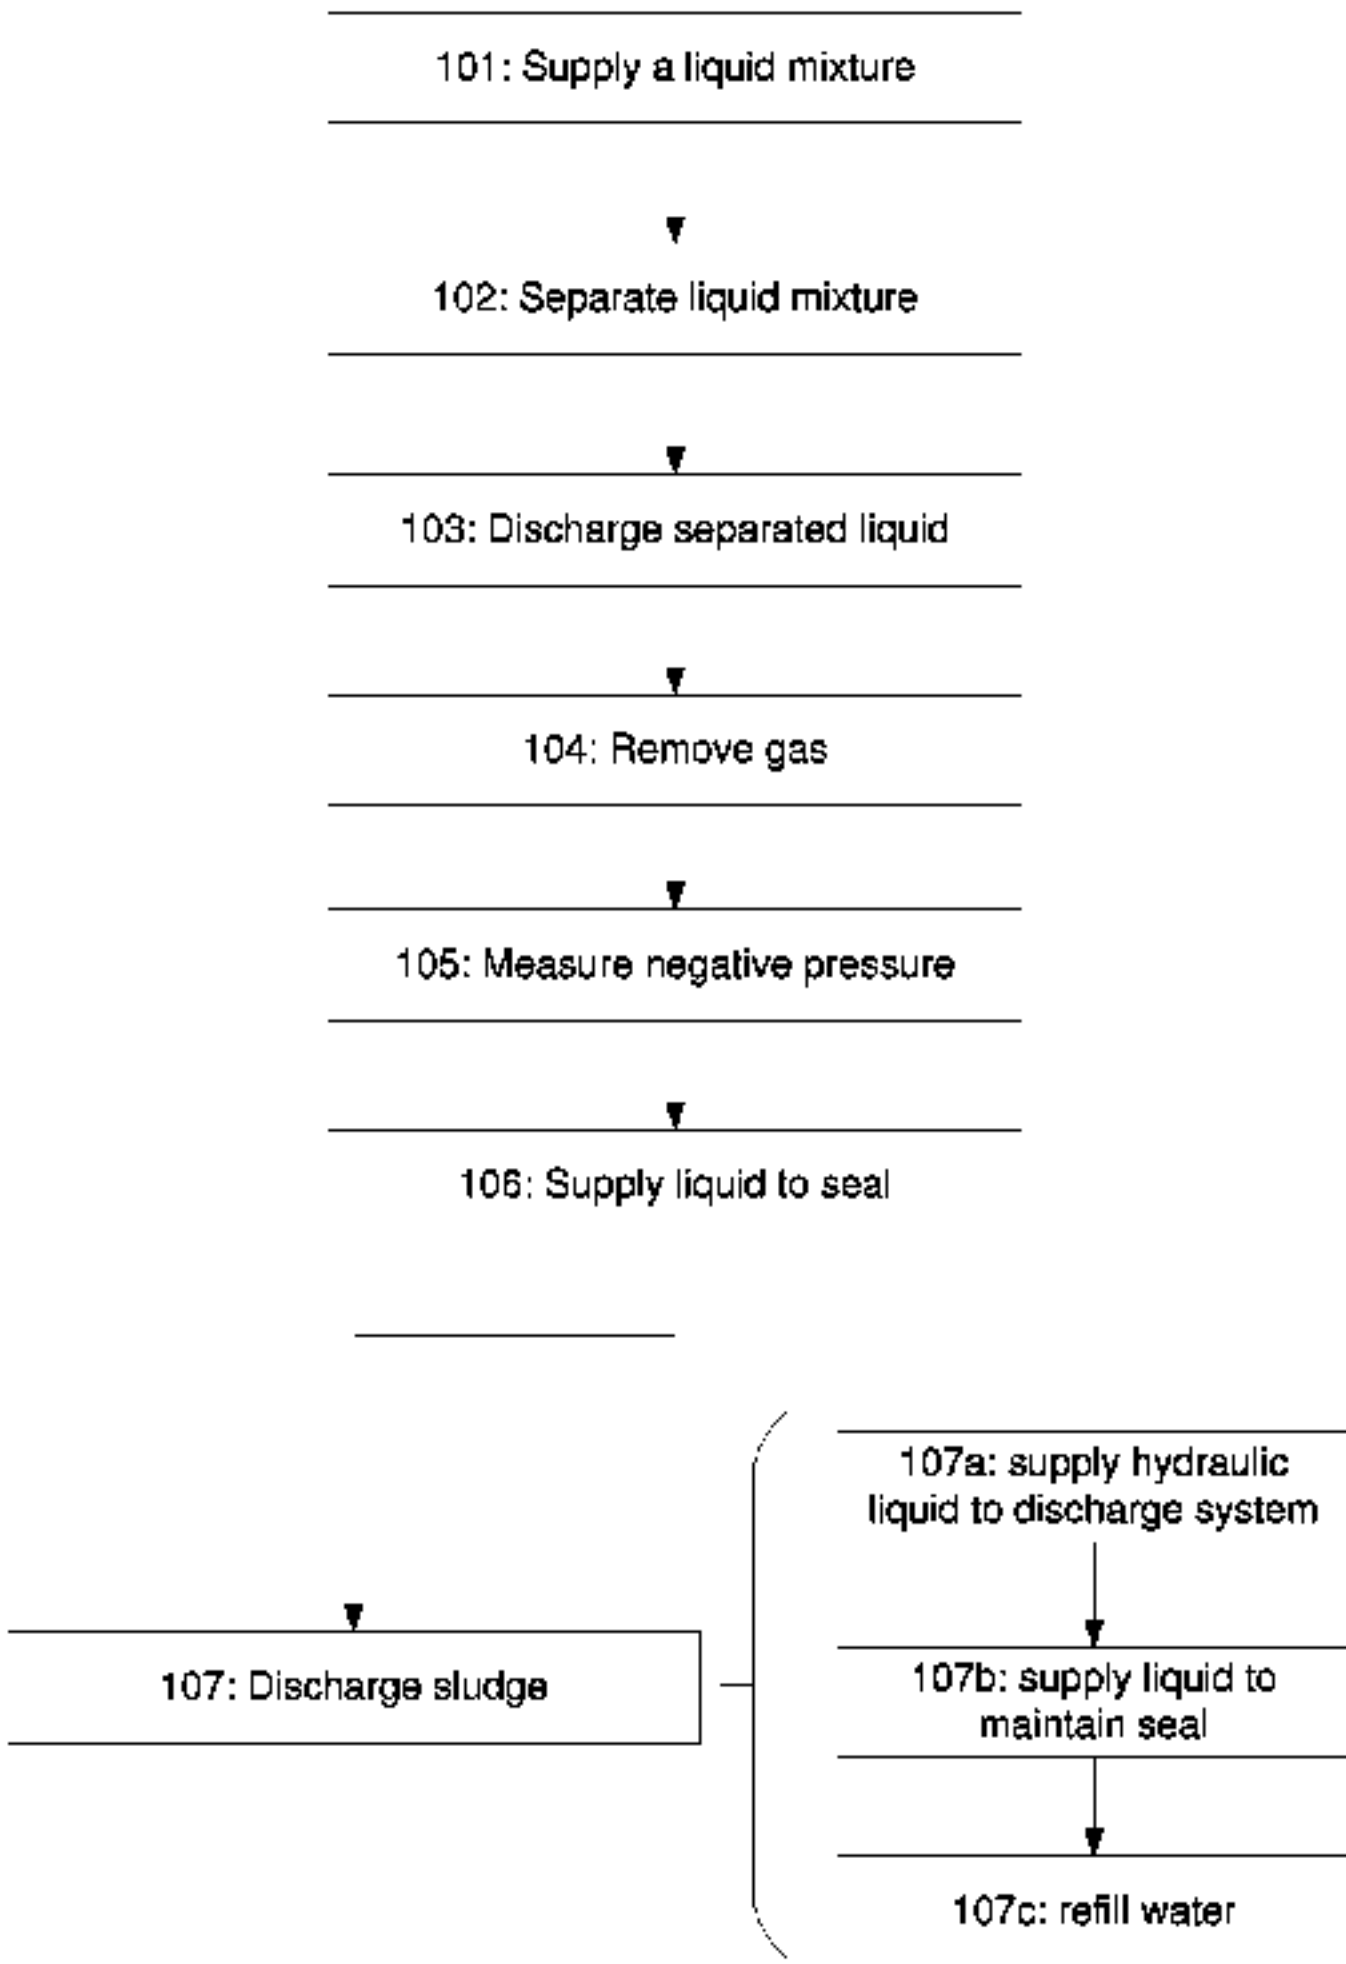 101: Supply a liquid mixture
102: Separate liquid mixture
103: Discharge separated liquid
104: Remove gas
105: Measure negative pressure
106: Supply liquid to seal
107: Discharge sludge
107a: supply hydraulic
liquid to discharge system
107b: supply liquid to
maintain seal
107c: refill water